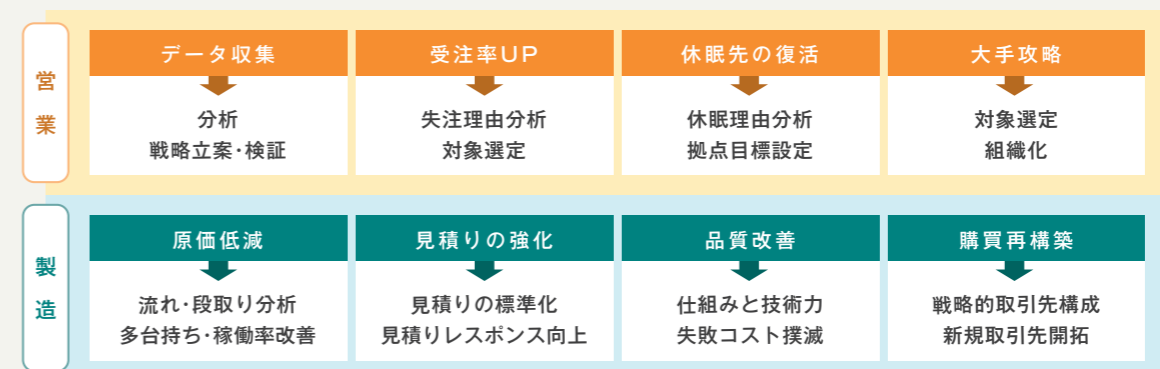 営業
データ収集
分析
戦略立案・検証
受注率UP
失注理由分析
対象選定
休眠先の復活
休眠理由分析
拠点目標設定
大手攻略
対象選定
組織化
製造
原価低減
流れ・段取り分析
多台持ち・稼働率改善
見積りの強化
見積りの標準化
見積りレスポンス向上
品質改善
仕組みと技術力
失敗コスト撲滅
購買再構築
戦略的取引先構成
新規取引先開拓